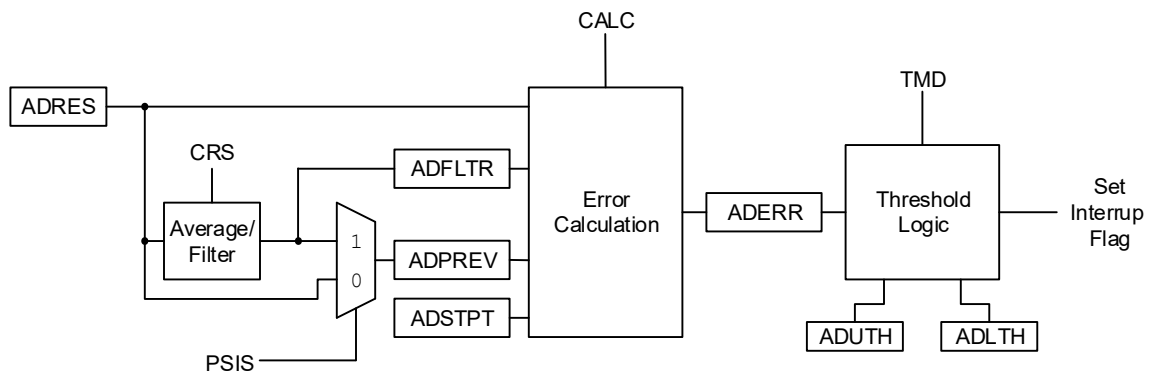 CALC
ADRES
TMD
CRS
ADFLTR
Average/
Filter
Error
Calculation
ADERR
Threshold
Logic
Set
Interrup
Flag
1
0
ADPREV
ADSTPT
ADUTH
ADLTH
PSIS